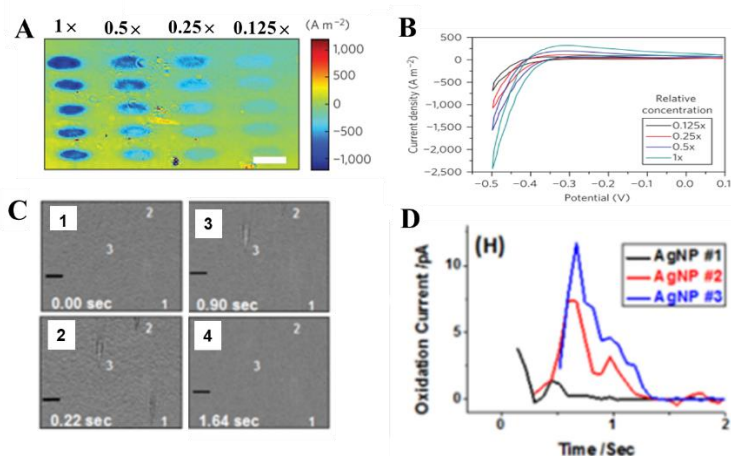 A
1× 0.5× 0.25× 0.125×
(A m⁻²)
1,000
500
0
−500
−1,000
B
Current density (A m⁻²)
500
0
−500
−1,000
−1,500
−2,000
2,500
−0.5 −0.4 −0.3 −0.2 −0.1 0.0 0.1
Potential (V)
Relative
concentration
0.125x
0.25x
0.5x
1x
C
1
2
3
1
0.00 sec
3
2
3
1
0.90 sec
2
2
3
1
0.22 sec
4
2
3
1
1.64 sec
D
(H)
AgNP #1
AgNP #2
AgNP #3
Oxidation Current /pA
10
5
0
0 1 2
Time /Sec